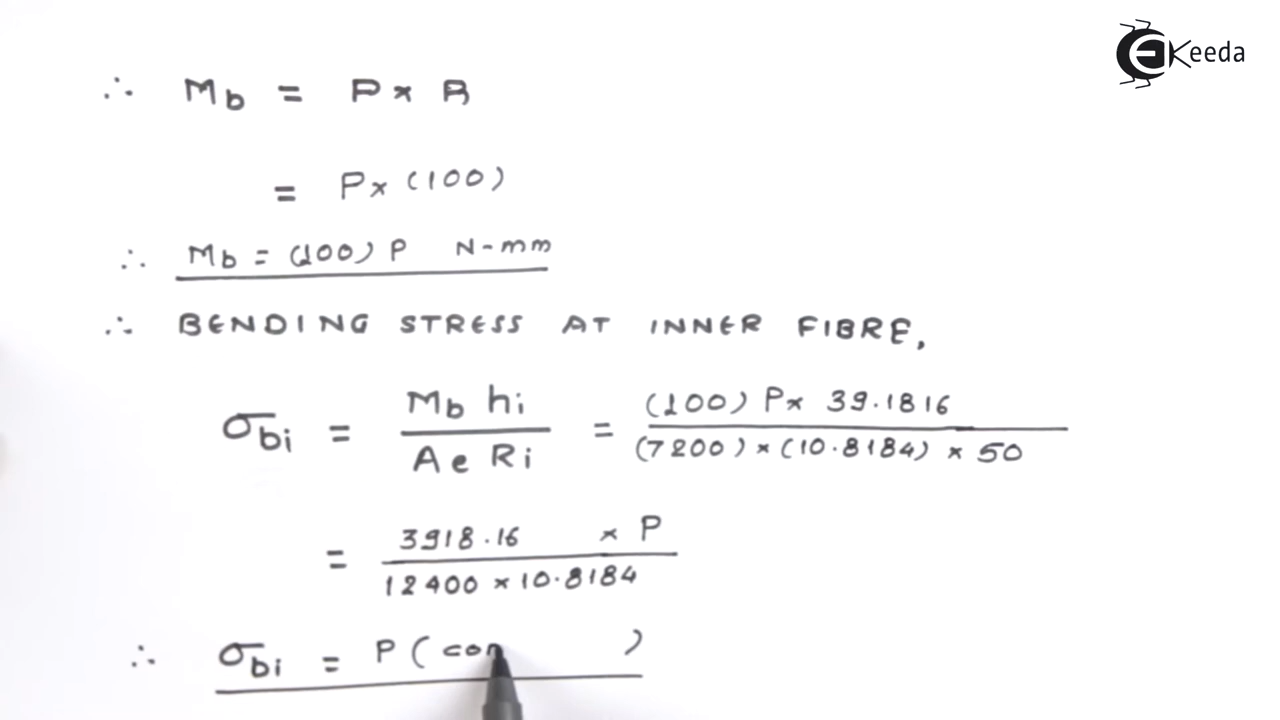 EKeeda
∴ Mb = P × R
= P × (100)
∴ Mb = (100) P N-mm
∴ BENDING STRESS AT INNER FIBRE,
σbi = Mb hi / Ae Ri = (100) P × 39.1816 / (7200) × (10.8184) × 50
= 3918.16 × P / 12400 × 10.8184
∴ σbi = P ( con )